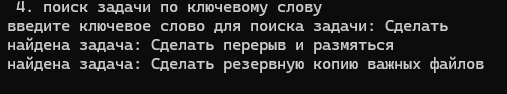 4. поиск задачи по ключевому слову
введите ключевое слово для поиска задачи: Сделать
найдена задача: Сделать перерыв и размяться
найдена задача: Сделать резервную копию важных файлов